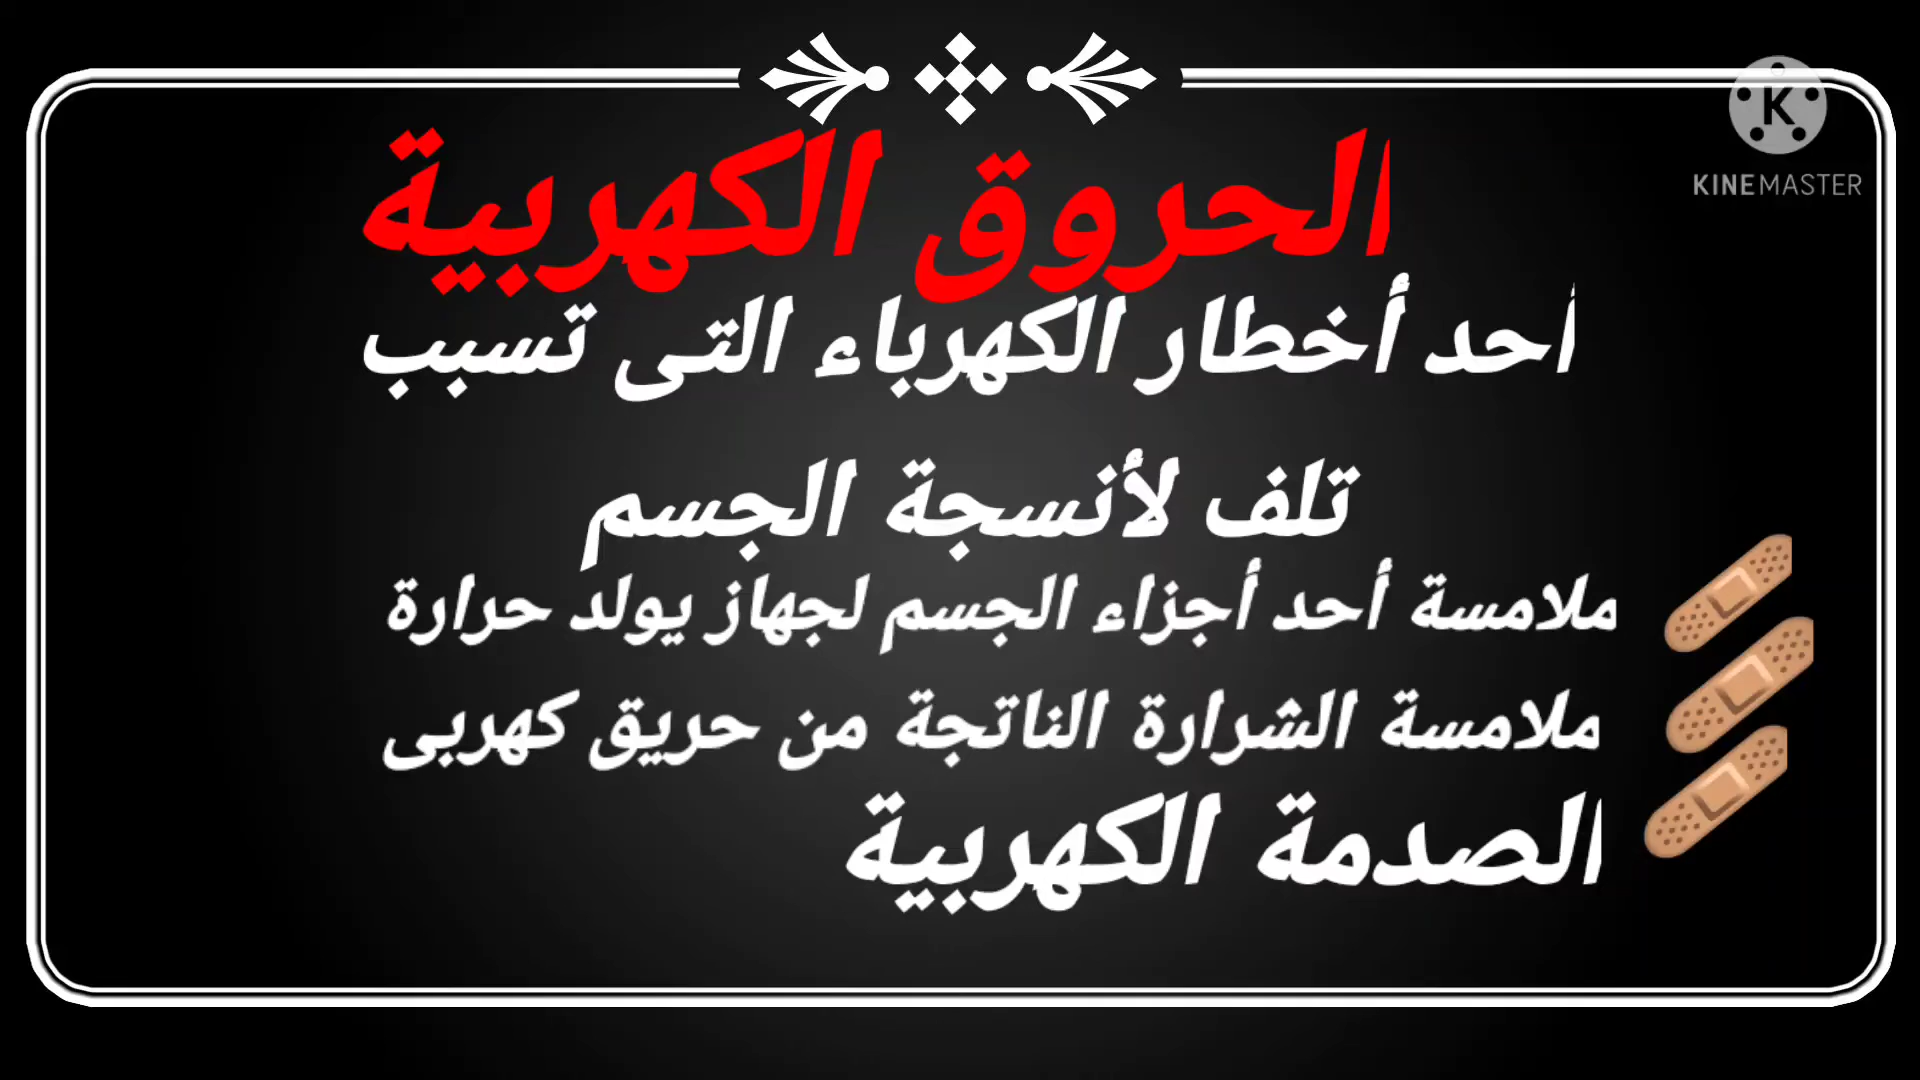 الحروق الكهربية
أحد أخطار الكهرباء التى تسبب
تلف لأنسجة الجسم
ملامسة أحد أجزاء الجسم لجهاز يولد حرارة
ملامسة الشرارة الناتجة من حريق كهربى
الصدمة الكهربية
K
KINEMASTER